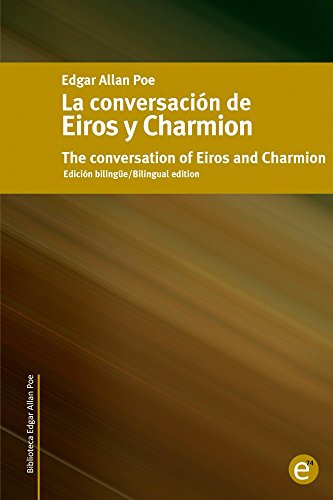 Edgar Allan Poe
La conversación de
Eiros y Charmion
The conversation of Eiros and Charmion
Edición bilingüe/Bilingual edition
Biblioteca Edgar Allan Poe
e⁷⁴